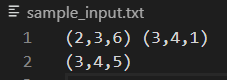 sample_input.txt
1 (2,3,6) (3,4,1)
2 (3,4,5)